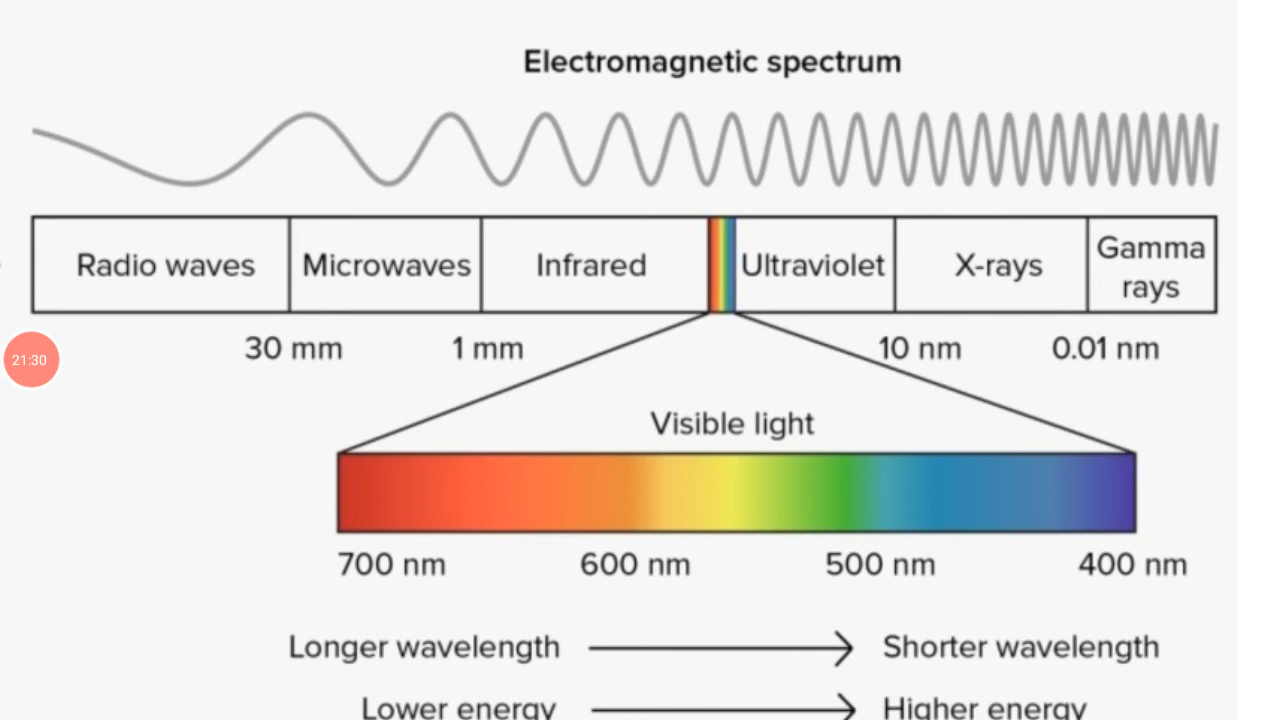 Electromagnetic spectrum
Radio waves Microwaves Infrared Ultraviolet X-rays Gamma rays
30 mm 1 mm 10 nm 0.01 nm
21:30
Visible light
700 nm 600 nm 500 nm 400 nm
Longer wavelength Shorter wavelength
Lower energy Higher energy